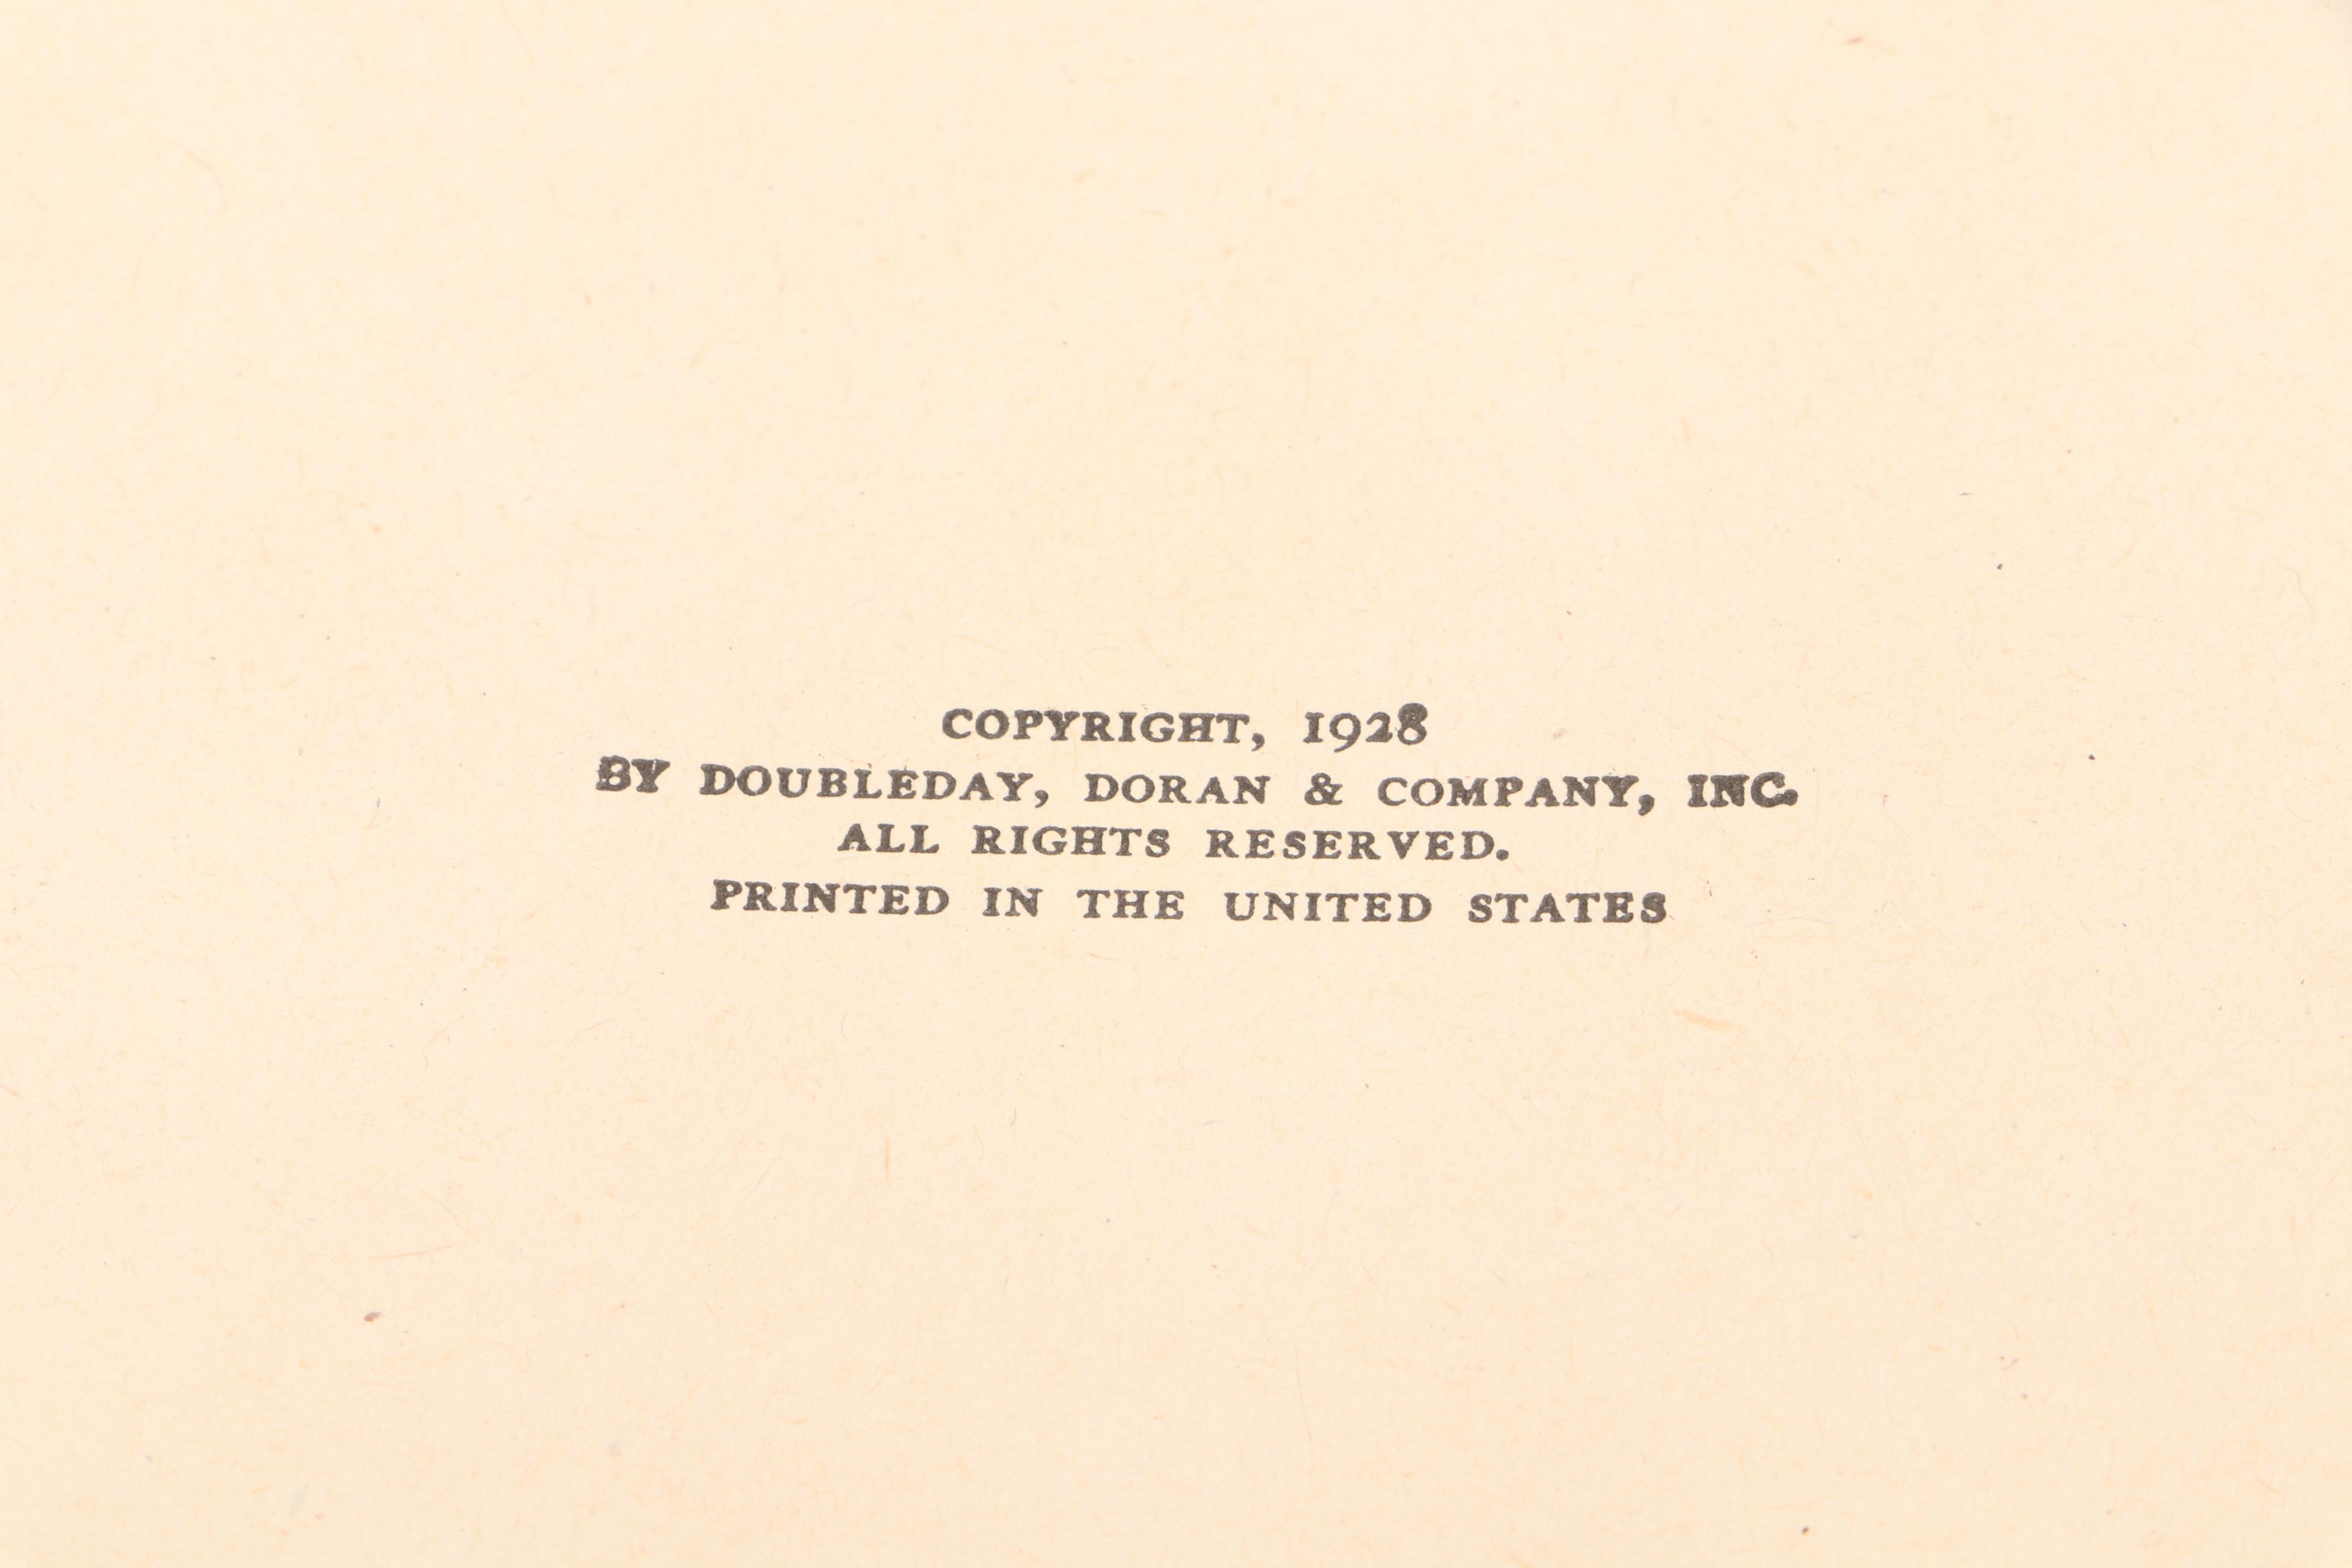 COPYRIGHT, 1928
BY DOUBLEDAY, DORAN & COMPANY, INC.
ALL RIGHTS RESERVED.
PRINTED IN THE UNITED STATES